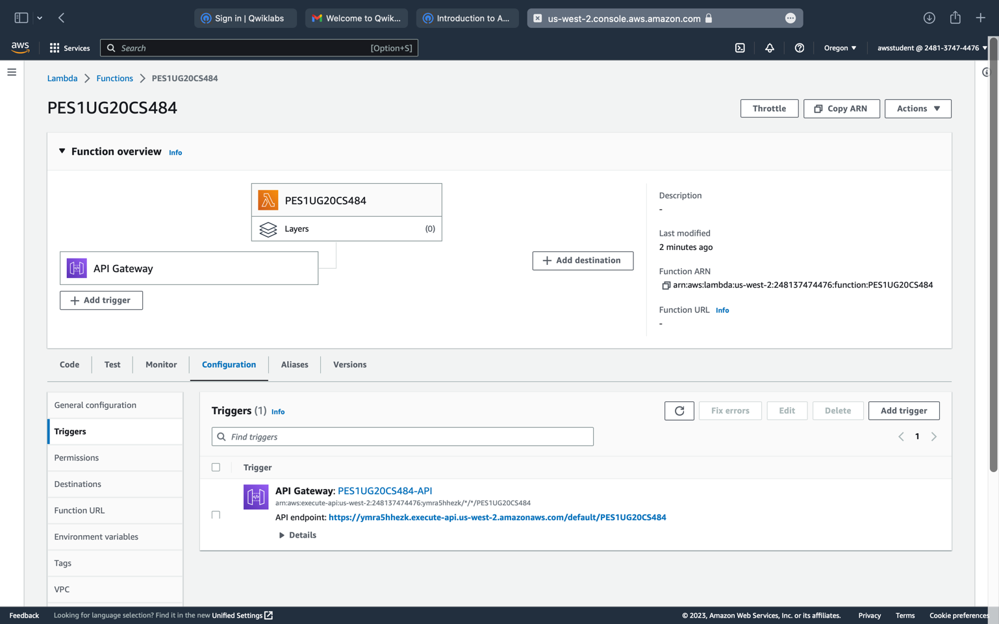 Sign in | Qwiklabs
Welcome to Qwik...
Introduction to A...
us-west-2.console.aws.amazon.com
aws
Services
Search
[Option+S]
Oregon
awsstudent @ 2481-3747-4476
Lambda
Functions
PES1UG20CS484
PES1UG20CS484
Throttle
Copy ARN
Actions
Function overview Info
PES1UG20CS484
Layers
(0)
API Gateway
+ Add trigger
+ Add destination
Description
-
Last modified
2 minutes ago
Function ARN
arn:aws:lambda:us-west-2:248137474476:function:PES1UG20CS484
Function URL Info
-
Code
Test
Monitor
Configuration
Aliases
Versions
General configuration
Triggers
Permissions
Destinations
Function URL
Environment variables
Tags
VPC
Triggers (1) Info
Fix errors
Edit
Delete
Add trigger
Find triggers
1
Trigger
API Gateway: PES1UG20CS484-API
arn:aws:execute-api:us-west-2:248137474476:ymra5hhezk/*/*/PES1UG20CS484
API endpoint: https://ymra5hhezk.execute-api.us-west-2.amazonaws.com/default/PES1UG20CS484
Details
Feedback
Looking for language selection? Find it in the new Unified Settings
© 2023, Amazon Web Services, Inc. or its affiliates.
Privacy
Terms
Cookie preferences